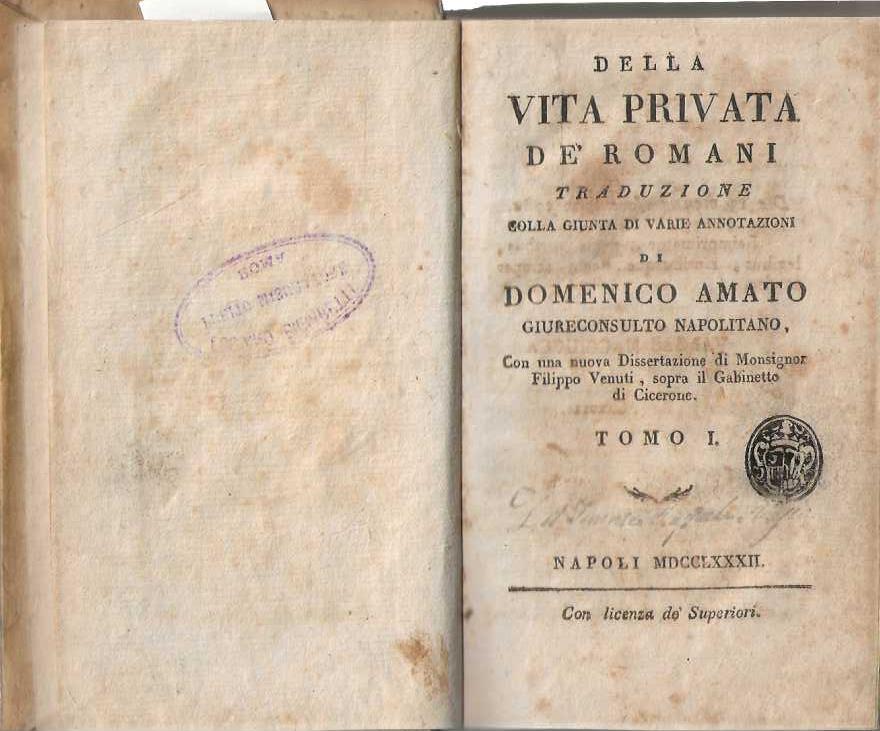 ROMA
DELLA
VITA PRIVATA
DE' ROMANI
TRADUZIONE
COLLA GIUNTA DI VARIE ANNOTAZIONI
DI
DOMENICO AMATO
GIURECONSULTO NAPOLITANO,
Con una nuova Dissertazione di Monsignor
Filippo Venuti, sopra il Gabinetto
di Cicerone.
TOMO I.
NAPOLI MDCCLXXXII.
Con licenza de' Superiori.